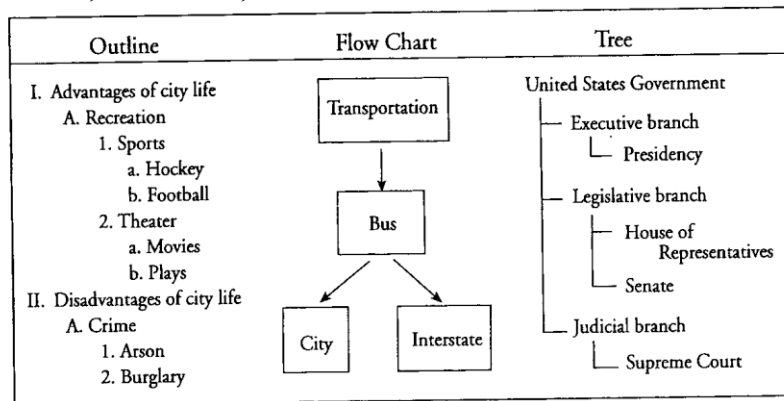 Outline
I. Advantages of city life
A. Recreation
1. Sports
a. Hockey
b. Football
2. Theater
a. Movies
b. Plays
II. Disadvantages of city life
A. Crime
1. Arson
2. Burglary
Flow Chart
Transportation
Bus
City
Interstate
Tree
United States Government
Executive branch
Presidency
Legislative branch
House of
Representatives
Senate
Judicial branch
Supreme Court